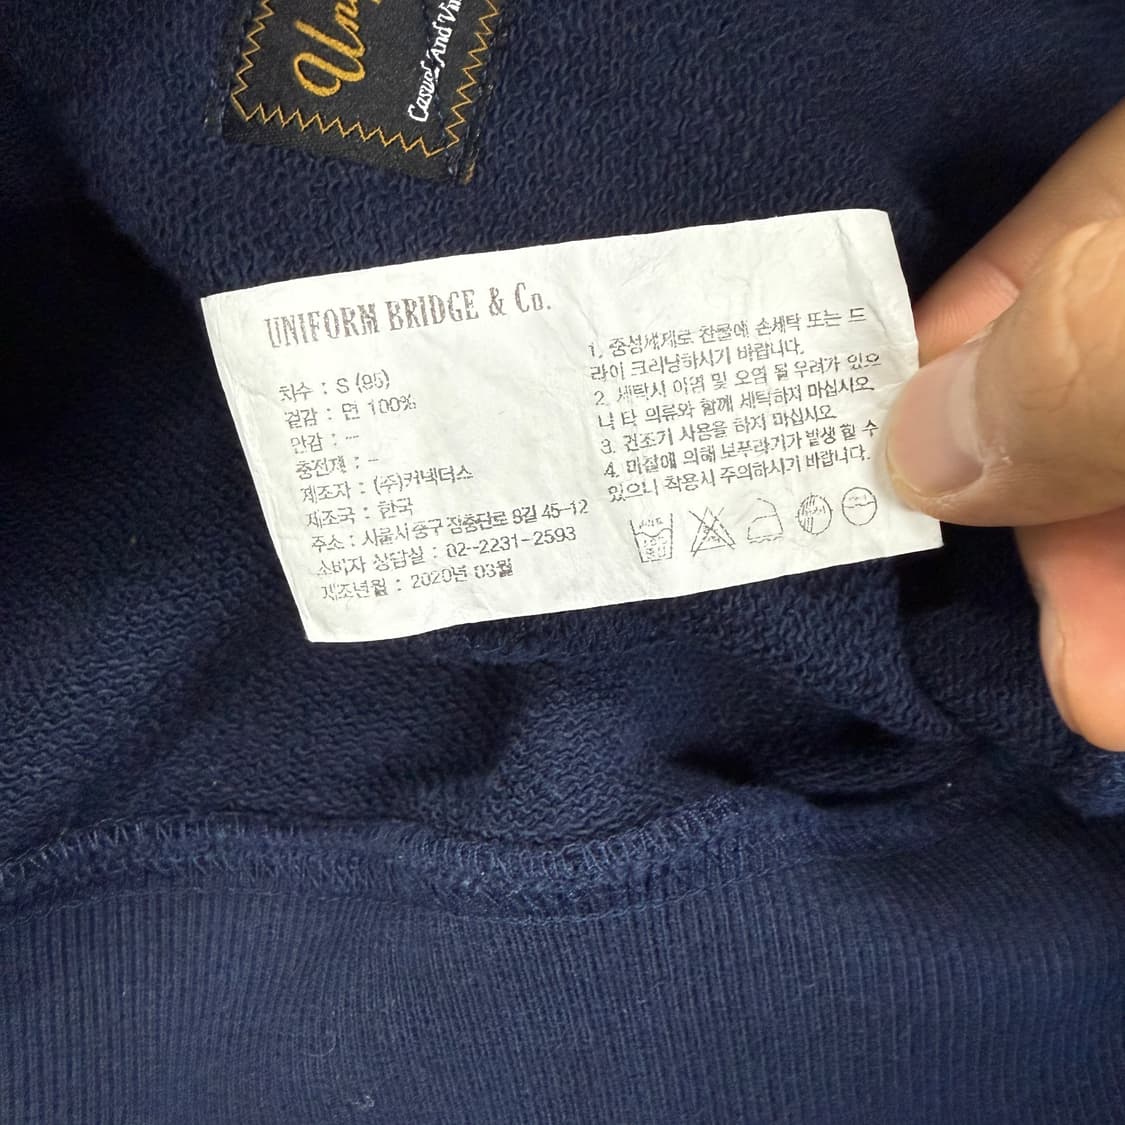 Casual And
UNIFORM BRIDGE & Co.
치수 : S (95)
겉감 : 면 100%
안감 : --
충전재 : --
제조자 : (주)커넥더스
제조국 : 한국
주소 : 서울시 중구 장충단로 8길 45-12
소비자 상담실 : 02-2231-2593
제조년월 : 2020년 03월
1. 중성세제로 찬물에 손세탁 또는 드
라이 크리닝하시기 바랍니다.
2. 세탁시 이염 및 오염 될 우려가 있으
니 타 의류와 함께 세탁하지 마십시오.
3. 건조기 사용을 하지 마십시오
4. 마찰에 의해 보푸라기가 발생 할 수
있으니 착용시 주의하시기 바랍니다.